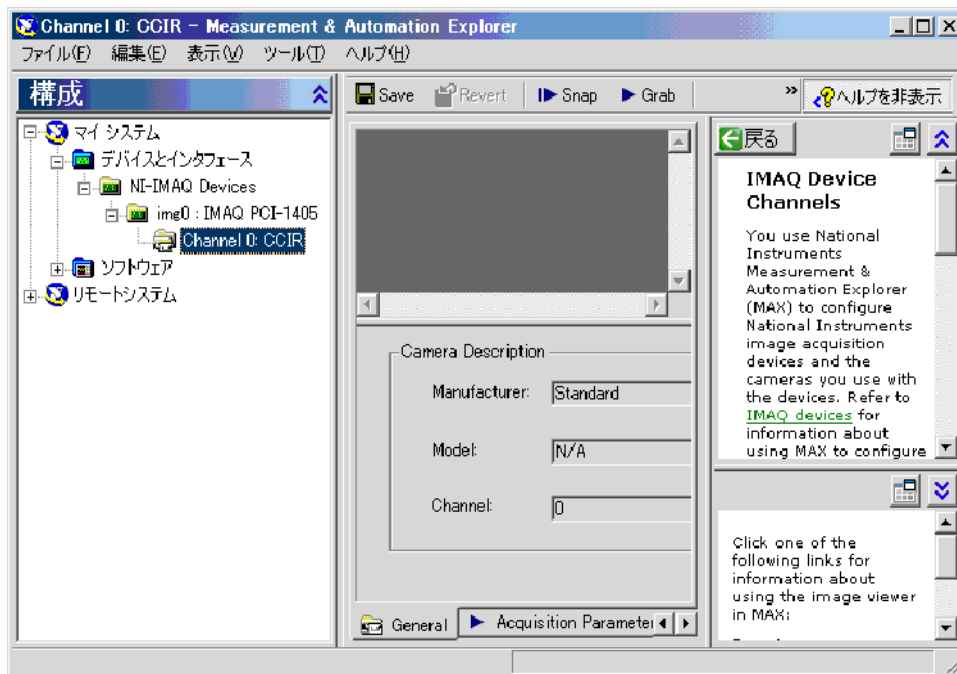 Channel 0: CCIR - Measurement & Automation Explorer
ファイル(F) 編集(E) 表示(V) ツール(T) ヘルプ(H)
構成
マイ システム
デバイスとインタフェース
NI-IMAQ Devices
img0 : IMAQ PCI-1405
Channel 0: CCIR
ソフトウェア
リモートシステム
Save Revert Snap Grab
Camera Description
Manufacturer: Standard
Model: N/A
Channel: 0
General Acquisition Parameter
» ヘルプを非表示
戻る
IMAQ Device
Channels
You use National
Instruments
Measurement &
Automation Explorer
(MAX) to configure
National Instruments
image acquisition
devices and the
cameras you use with
the devices. Refer to
IMAQ devices for
information about
using MAX to configure
Click one of the
following links for
information about
using the image viewer
in MAX: